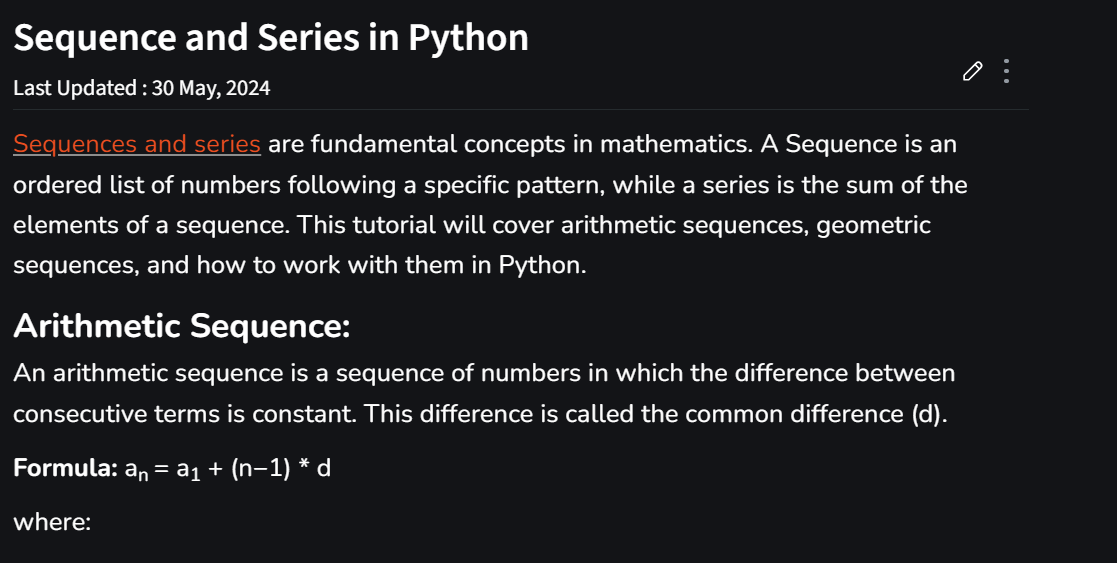 Sequence and Series in Python
Last Updated : 30 May, 2024
Sequences and series are fundamental concepts in mathematics. A Sequence is an
ordered list of numbers following a specific pattern, while a series is the sum of the
elements of a sequence. This tutorial will cover arithmetic sequences, geometric
sequences, and how to work with them in Python.
Arithmetic Sequence:
An arithmetic sequence is a sequence of numbers in which the difference between
consecutive terms is constant. This difference is called the common difference (d).
Formula: aₙ = a₁ + (n−1) * d
where: